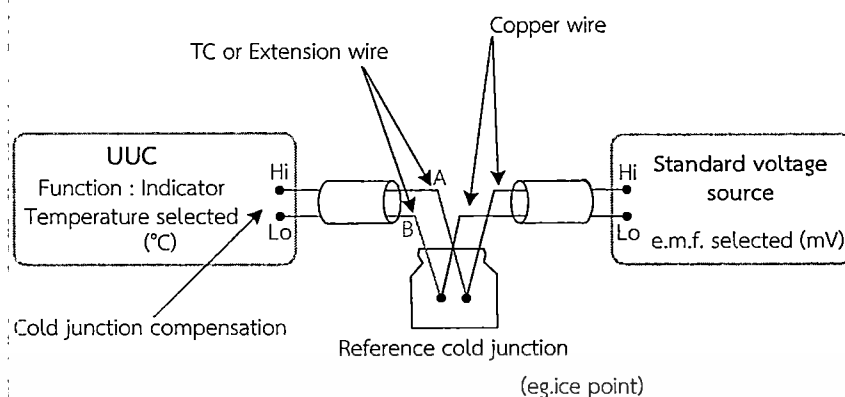 Copper wire
TC or Extension wire
UUC
Function : Indicator
Temperature selected
(°C)
Hi
Lo
A
B
Hi
Lo
Standard voltage
source
e.m.f. selected (mV)
Cold junction compensation
Reference cold junction
(eg.ice point)